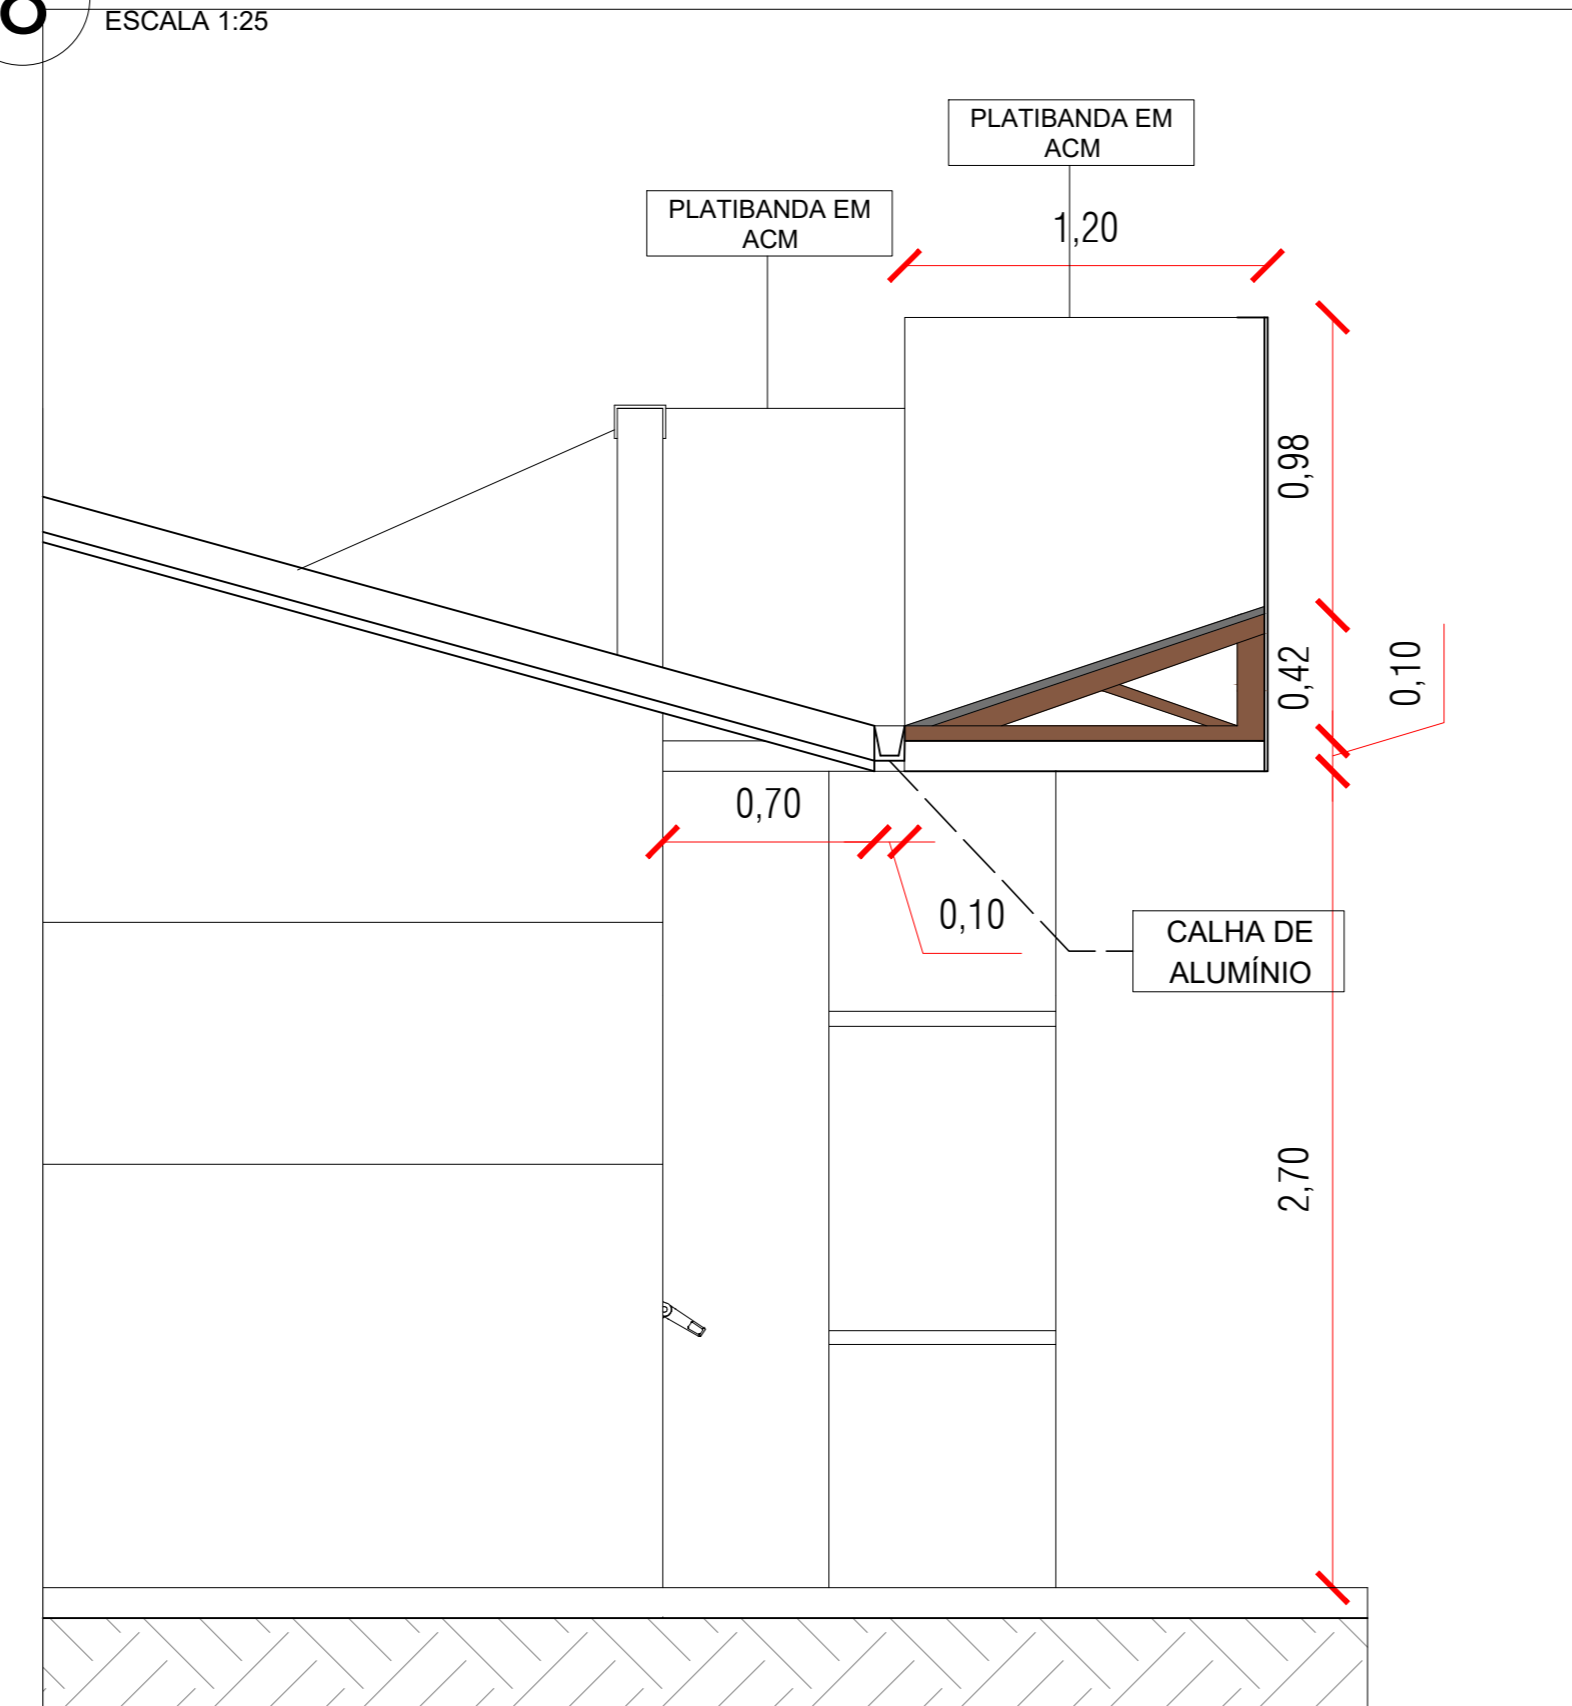 ESCALA 1:25
PLATIBANDA EM
ACM
PLATIBANDA EM
ACM
1,20
0,98
0,42
0,10
0,70
0,10
CALHA DE
ALUMÍNIO
2,70